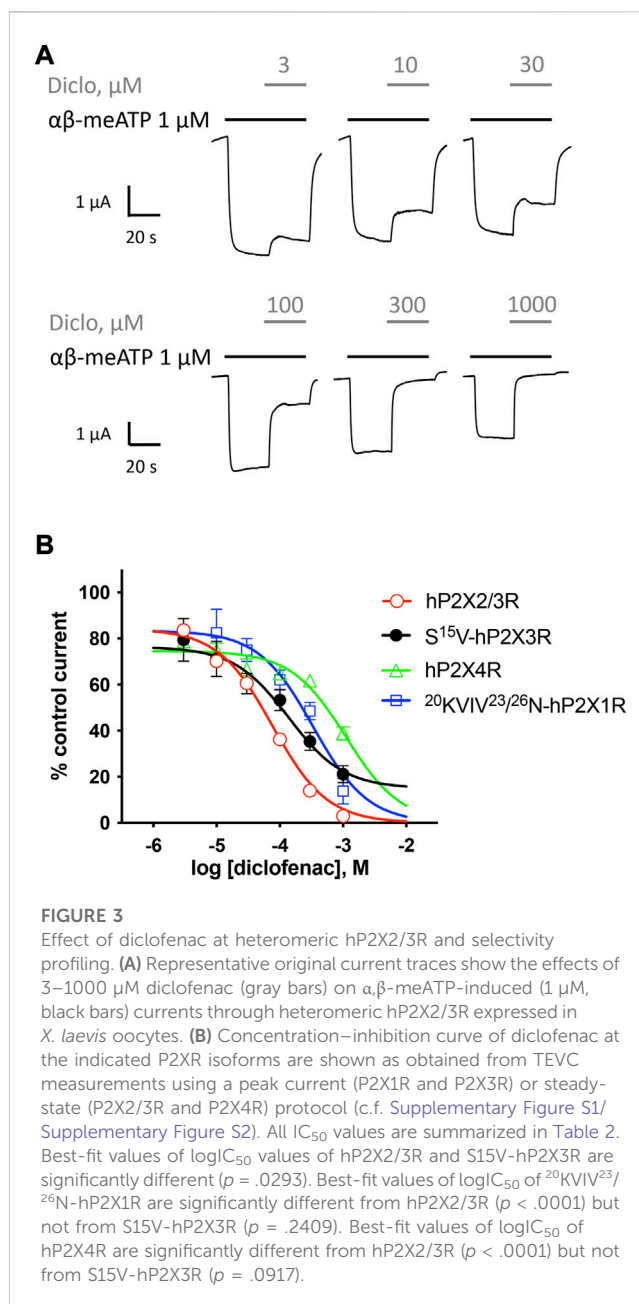 A
Diclo, µM 3 10 30
αβ-meATP 1 µM
1 µA
20 s
Diclo, µM 100 300 1000
αβ-meATP 1 µM
1 µA
20 s
B
% control current
100
80
60
40
20
0
-6 -5 -4 -3 -2
log [diclofenac], M
hP2X2/3R
S¹⁵V-hP2X3R
hP2X4R
²⁰KVIV²³/²⁶N-hP2X1R
FIGURE 3
Effect of diclofenac at heteromeric hP2X2/3R and selectivity
profiling. (A) Representative original current traces show the effects of
3–1000 µM diclofenac (gray bars) on α,β-meATP-induced (1 µM,
black bars) currents through heteromeric hP2X2/3R expressed in
X. laevis oocytes. (B) Concentration–inhibition curve of diclofenac at
the indicated P2XR isoforms are shown as obtained from TEVC
measurements using a peak current (P2X1R and P2X3R) or steady-
state (P2X2/3R and P2X4R) protocol (c.f. Supplementary Figure S1/
Supplementary Figure S2). All IC₅₀ values are summarized in Table 2.
Best-fit values of logIC₅₀ values of hP2X2/3R and S15V-hP2X3R are
significantly different (p = .0293). Best-fit values of logIC₅₀ of ²⁰KVIV²³/
²⁶N-hP2X1R are significantly different from hP2X2/3R (p < .0001) but
not from S15V-hP2X3R (p = .2409). Best-fit values of logIC₅₀ of
hP2X4R are significantly different from hP2X2/3R (p < .0001) but not
from S15V-hP2X3R (p = .0917).